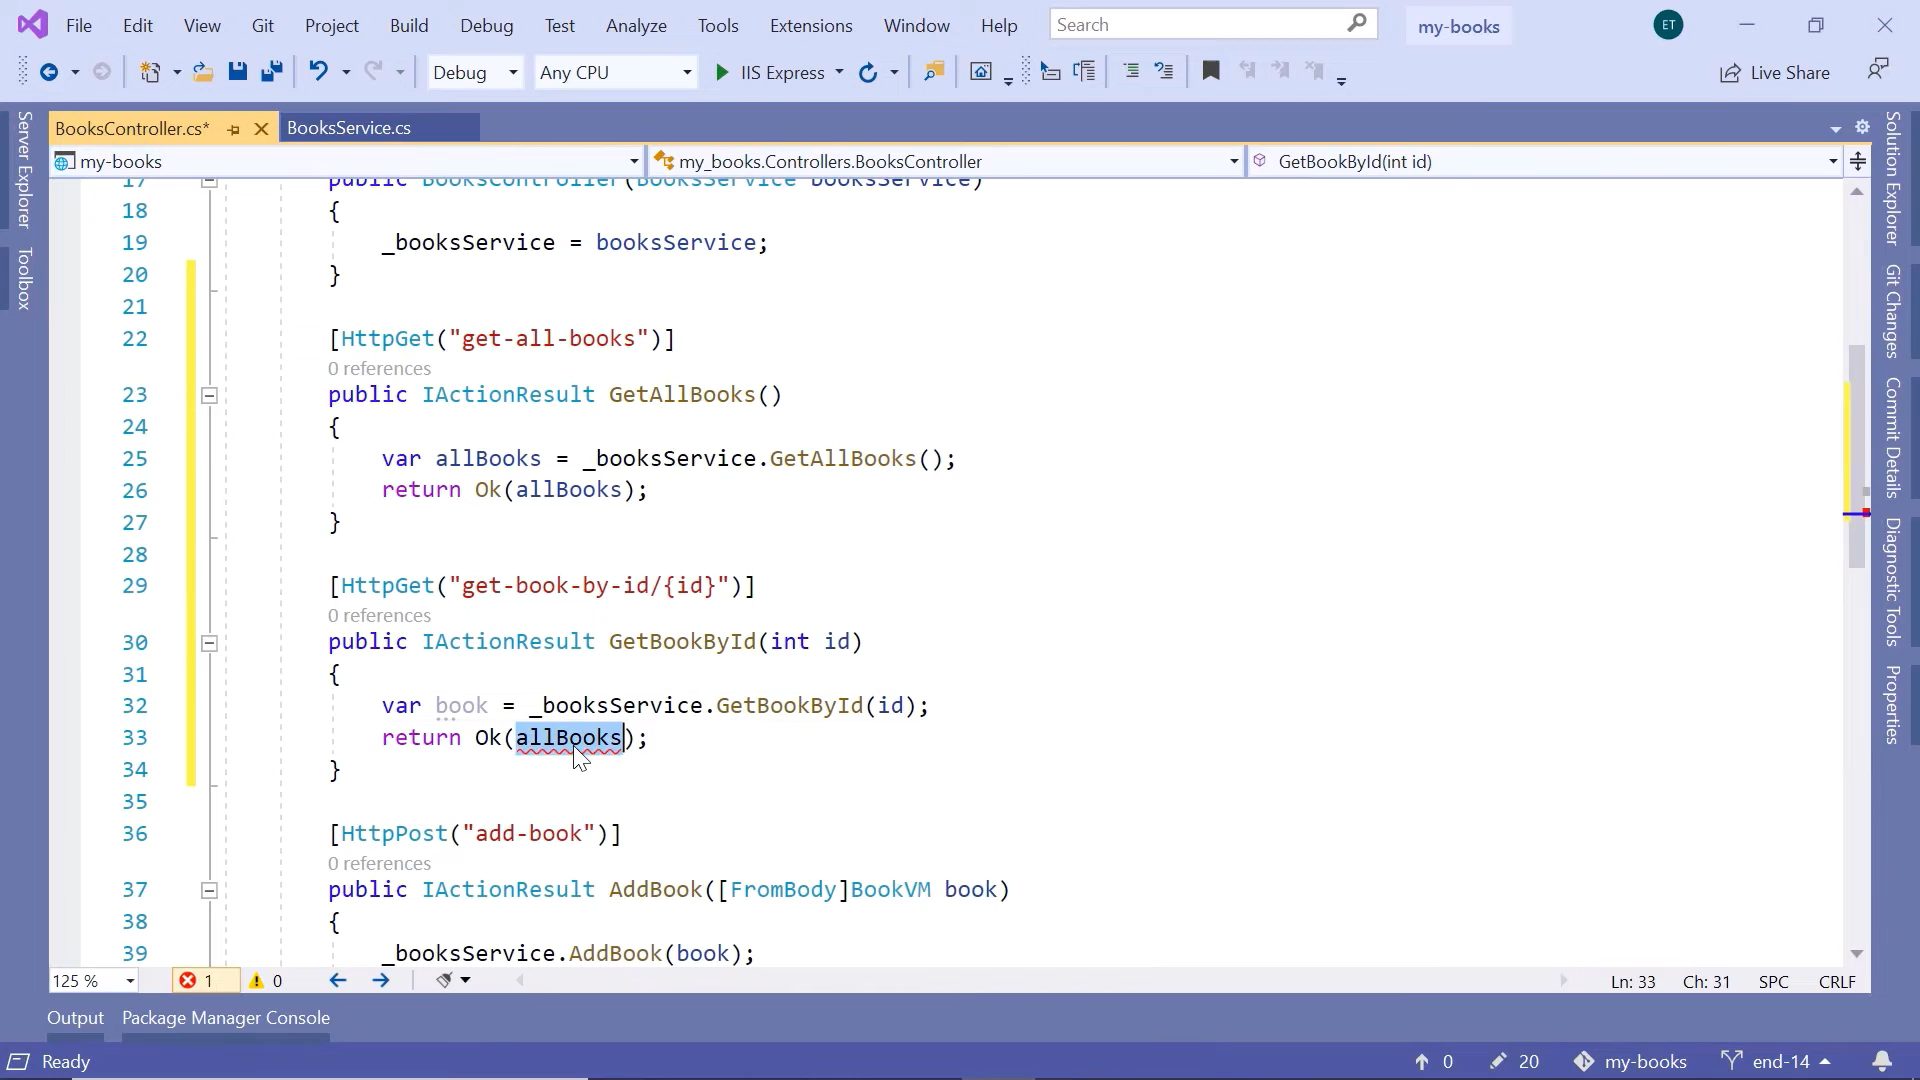 File Edit View Git Project Build Debug Test Analyze Tools Extensions Window Help Search my-books ET
Debug Any CPU IIS Express Live Share
Server Explorer
Toolbox
BooksController.cs* BooksService.cs
my-books my_books.Controllers.BooksController GetBookById(int id)
17 public BooksController(BooksService booksService)
18 {
19 _booksService = booksService;
20 }
21
22 [HttpGet("get-all-books")]
0 references
23 public IActionResult GetAllBooks()
24 {
25 var allBooks = _booksService.GetAllBooks();
26 return Ok(allBooks);
27 }
28
29 [HttpGet("get-book-by-id/{id}")]
0 references
30 public IActionResult GetBookById(int id)
31 {
32 var book = _booksService.GetBookById(id);
33 return Ok(allBooks);
34 }
35
36 [HttpPost("add-book")]
0 references
37 public IActionResult AddBook([FromBody]BookVM book)
38 {
39 _booksService.AddBook(book);
Solution Explorer
Git Changes
Commit Details
Diagnostic Tools
Properties
125 % 1 0 Ln: 33 Ch: 31 SPC CRLF
Output Package Manager Console
Ready 0 20 my-books end-14